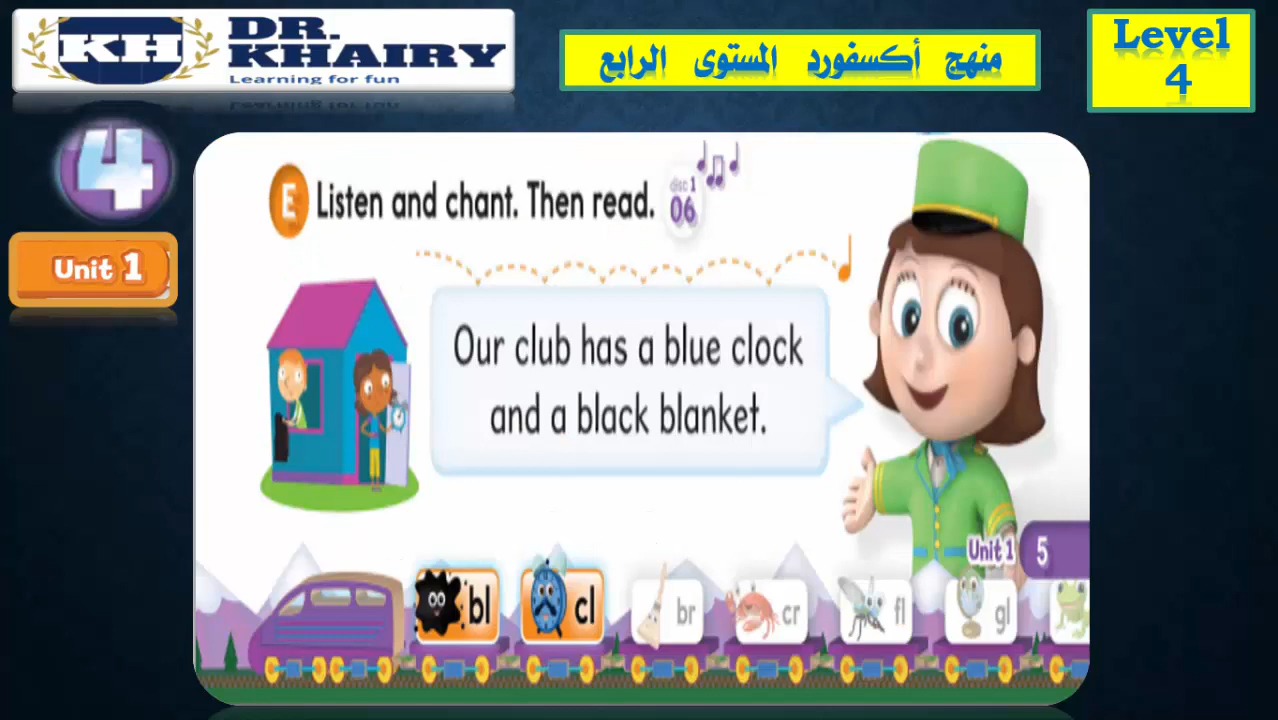 KH DR. KHAIRY
Learning for fun
منهج أكسفورد المستوى الرابع
Level 4
4
Unit 1
E Listen and chant. Then read. disc 1 06
Our club has a blue clock
and a black blanket.
Unit 1 5
bl cl br cr fl gl